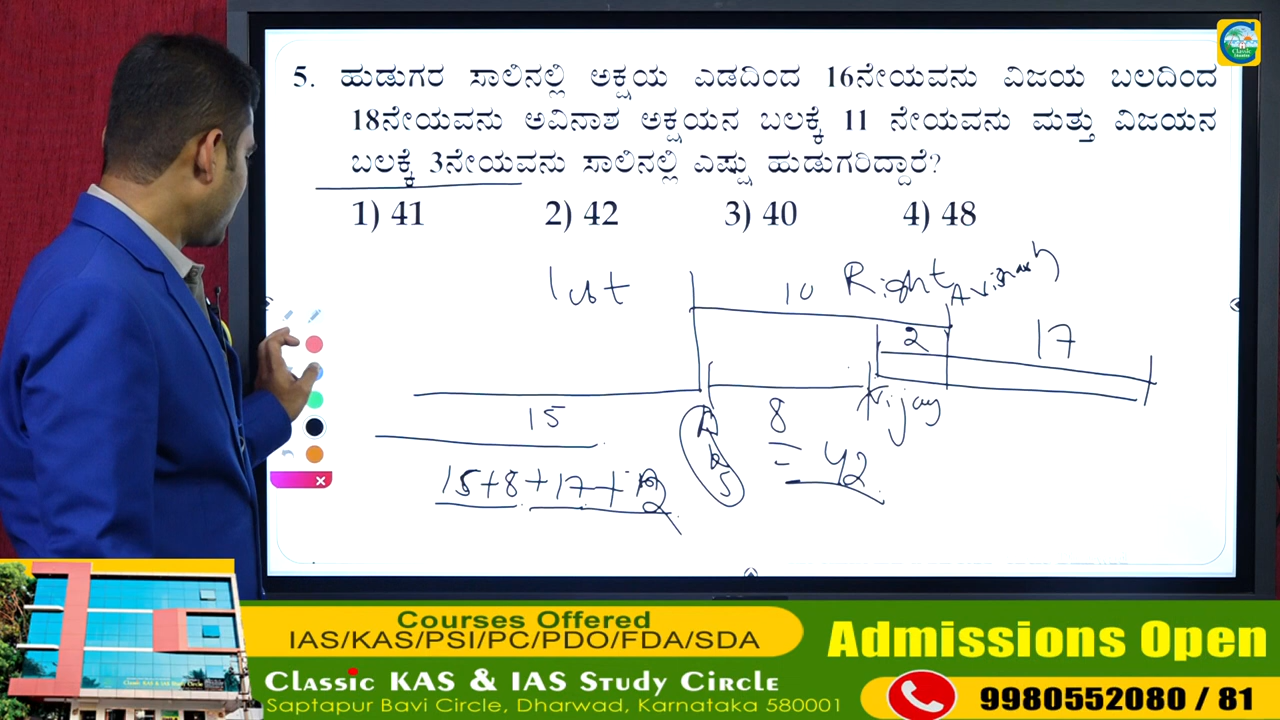 5. ಹುಡುಗರ ಸಾಲಿನಲ್ಲಿ ಅಕ್ಷಯ ಎಡದಿಂದ 16ನೇಯವನು ವಿಜಯ ಬಲದಿಂದ
18ನೇಯವನು ಅವಿನಾಶ ಅಕ್ಷಯನ ಬಲಕ್ಕೆ 11 ನೇಯವನು ಮತ್ತು ವಿಜಯನ
ಬಲಕ್ಕೆ 3ನೇಯವನು ಸಾಲಿನಲ್ಲಿ ಎಷ್ಟು ಹುಡುಗರಿದ್ದಾರೆ?
1) 41 2) 42 3) 40 4) 48
10 Right Avinash
2 17
15 8 Vijay
15+8+17+2 = 42
Classic Education
Courses Offered
IAS/KAS/PSI/PC/PDO/FDA/SDA
Classic KAS & IAS Study Circle
Saptapur Bavi Circle, Dharwad, Karnataka 580001
Admissions Open
9980552080 / 81